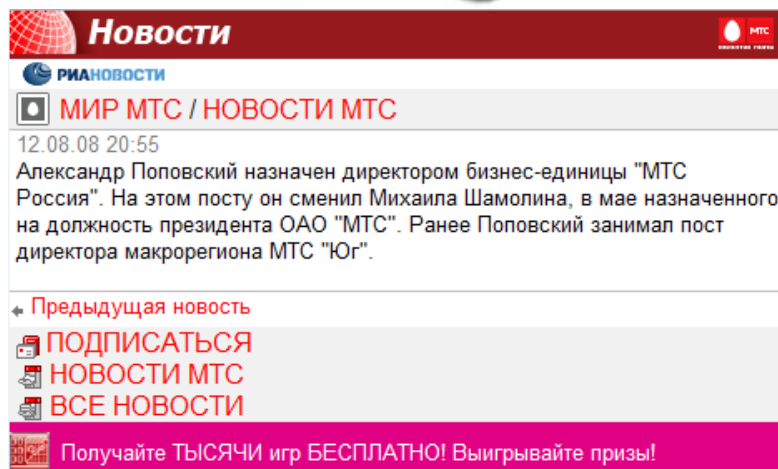 Новости
МТС
РИАНОВОСТИ
МИР МТС / НОВОСТИ МТС
12.08.08 20:55
Александр Поповский назначен директором бизнес-единицы "МТС
Россия". На этом посту он сменил Михаила Шамолина, в мае назначенного
на должность президента ОАО "МТС". Ранее Поповский занимал пост
директора макрорегиона МТС "Юг".
Предыдущая новость
ПОДПИСАТЬСЯ
НОВОСТИ МТС
ВСЕ НОВОСТИ
Получайте ТЫСЯЧИ игр БЕСПЛАТНО! Выигрывайте призы!